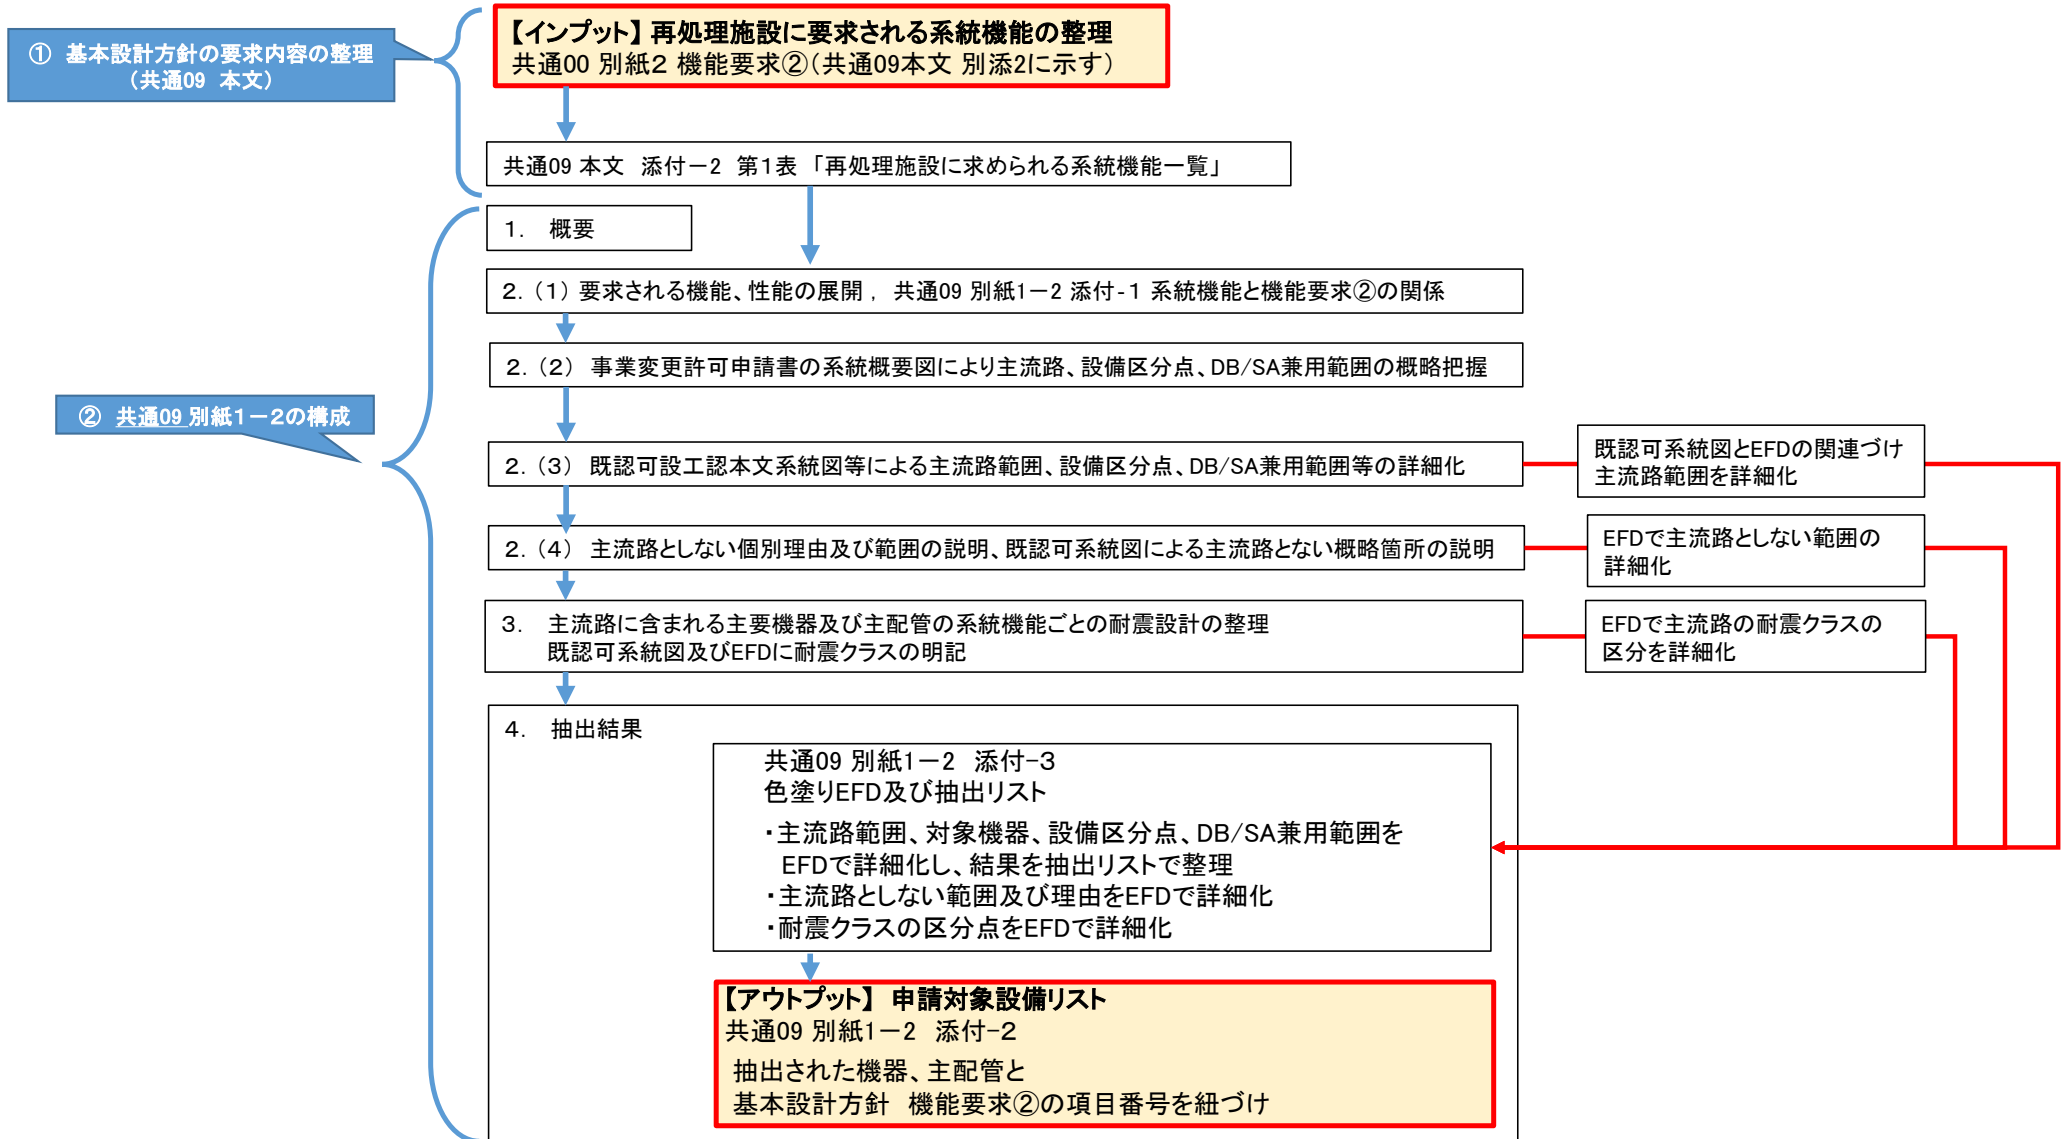 ① 基本設計方針の要求内容の整理
（共通09 本文）
【インプット】再処理施設に要求される系統機能の整理
共通00 別紙２ 機能要求②（共通09本文 別添2に示す）
共通09 本文 添付－2 第1表 「再処理施設に求められる系統機能一覧」
１． 概要
２．（１） 要求される機能、性能の展開 ， 共通09 別紙1－2 添付-１ 系統機能と機能要求②の関係
２．（２） 事業変更許可申請書の系統概要図により主流路、設備区分点、DB/SA兼用範囲の概略把握
② 共通09 別紙１－２の構成
２．（３） 既認可設工認本文系統図等による主流路範囲、設備区分点、DB/SA兼用範囲等の詳細化
既認可系統図とEFDの関連づけ
主流路範囲を詳細化
２．（４） 主流路としない個別理由及び範囲の説明、既認可系統図による主流路とない概略箇所の説明
EFDで主流路としない範囲の
詳細化
３． 主流路に含まれる主要機器及び主配管の系統機能ごとの耐震設計の整理
既認可系統図及びEFDに耐震クラスの明記
EFDで主流路の耐震クラスの
区分を詳細化
４． 抽出結果
共通09 別紙1－2 添付-３
色塗りEFD及び抽出リスト
・主流路範囲、対象機器、設備区分点、DB/SA兼用範囲を
EFDで詳細化し、結果を抽出リストで整理
・主流路としない範囲及び理由をEFDで詳細化
・耐震クラスの区分点をEFDで詳細化
【アウトプット】 申請対象設備リスト
共通09 別紙1－2 添付-２
抽出された機器、主配管と
基本設計方針 機能要求②の項目番号を紐づけ